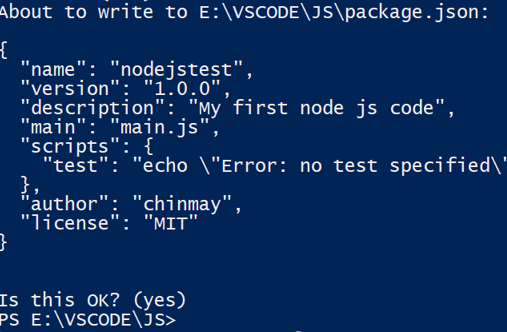 About to write to E:\VSCODE\JS\package.json:
{
"name": "nodejstest",
"version": "1.0.0",
"description": "My first node js code",
"main": "main.js",
"scripts": {
"test": "echo \"Error: no test specified\"
},
"author": "chinmay",
"license": "MIT"
}
Is this OK? (yes)
PS E:\VSCODE\JS>